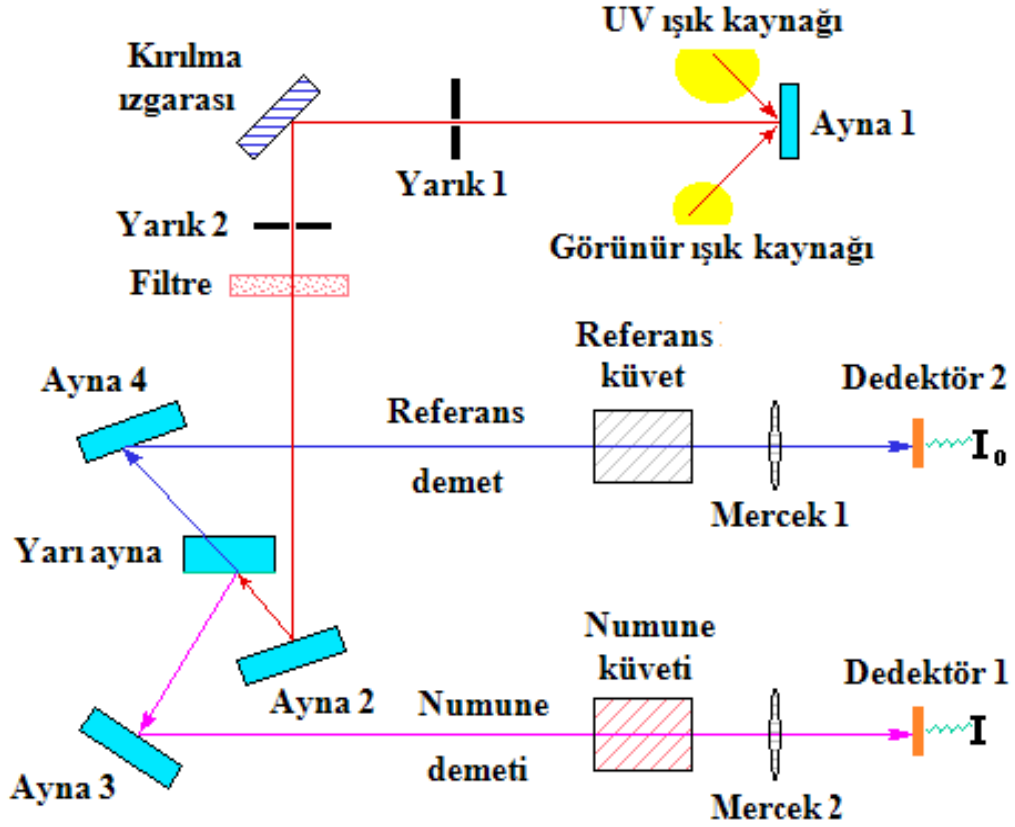 UV ışık kaynağı
Kırılma
ızgarası
Ayna 1
Yarık 1
Yarık 2
Görünür ışık kaynağı
Filtre
Referans
küvet
Ayna 4
Dedektör 2
Referans
I₀
demet
Mercek 1
Yarı ayna
Numune
küveti
Dedektör 1
Ayna 2
Numune
I
demeti
Ayna 3
Mercek 2